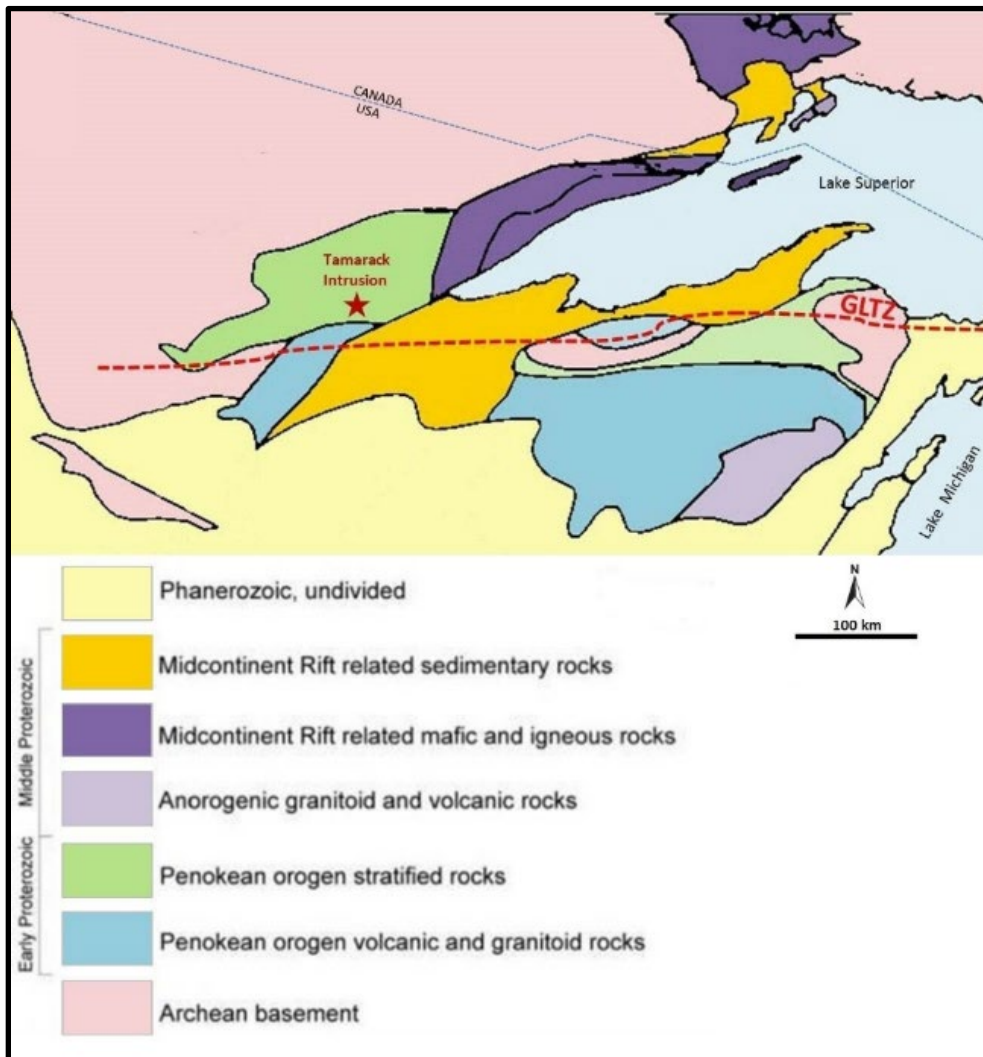 CANADA
USA
Lake Superior
Tamarack
Intrusion
GLTZ
Lake Michigan
N
100 km
Phanerozoic, undivided
Middle Proterozoic
Midcontinent Rift related sedimentary rocks
Midcontinent Rift related mafic and igneous rocks
Anorogenic granitoid and volcanic rocks
Early Proterozoic
Penokean orogen stratified rocks
Penokean orogen volcanic and granitoid rocks
Archean basement